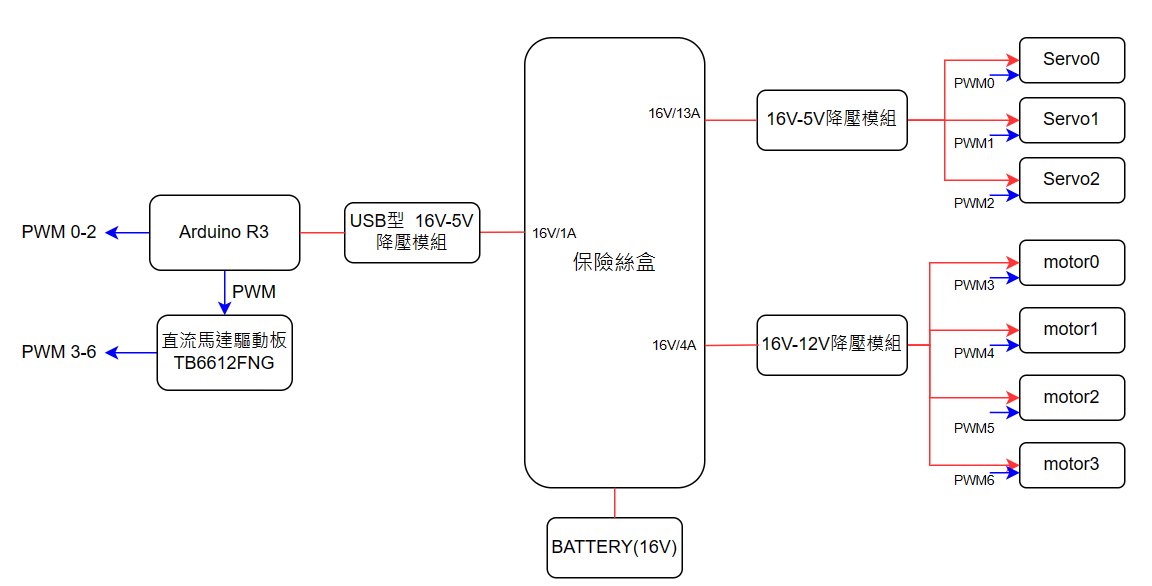 PWM 0-2
Arduino R3
PWM
直流馬達驅動板
TB6612FNG
PWM 3-6
USB型 16V-5V
降壓模組
16V/1A
保險絲盒
16V/13A
16V/4A
BATTERY(16V)
16V-5V降壓模組
16V-12V降壓模組
Servo0
PWM0
Servo1
PWM1
Servo2
PWM2
motor0
PWM3
motor1
PWM4
motor2
PWM5
motor3
PWM6